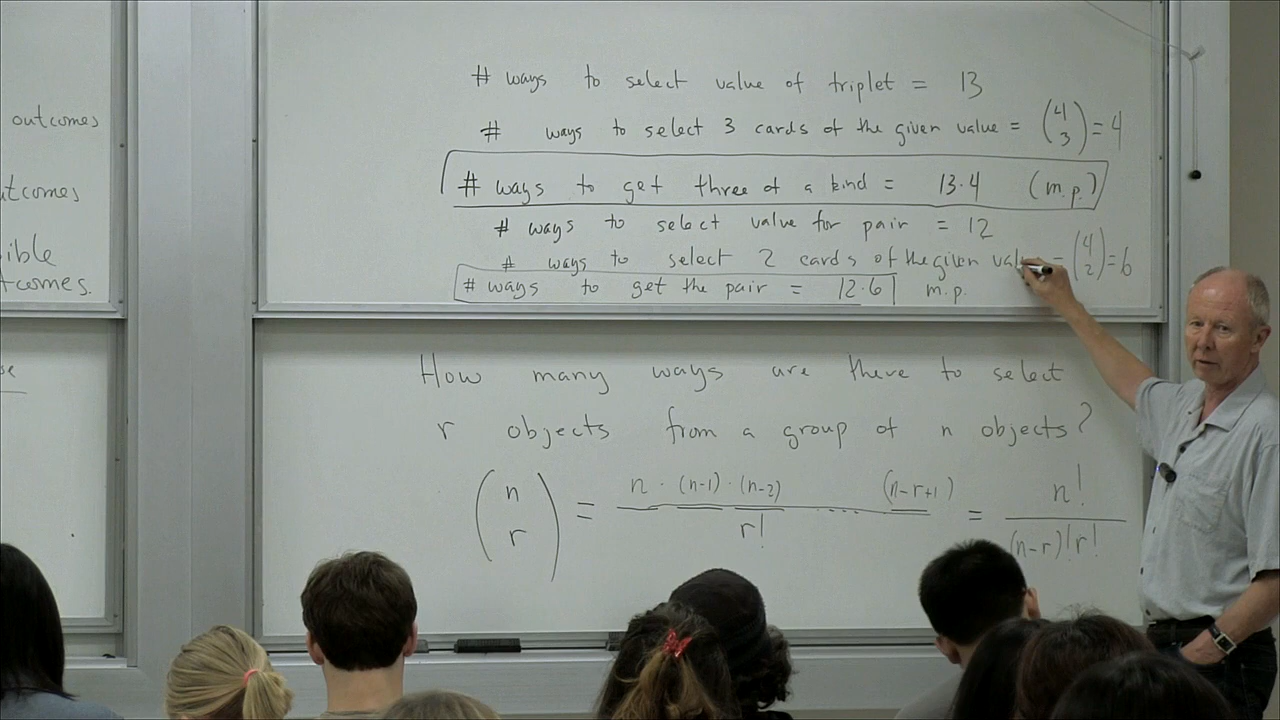 outcomes
tcomes
ible
tcomes.
se
# ways to select value of triplet = 13
# ways to select 3 cards of the given value = (4 3) = 4
# ways to get three of a kind = 13·4 (m.p.)
# ways to select value for pair = 12
# ways to select 2 cards of the given value = (4 2) = 6
# ways to get the pair = 12·6 m.p.
How many ways are there to select
r objects from a group of n objects?
(n r) = n·(n-1)·(n-2) .... (n-r+1) / r! = n! / (n-r)! r!